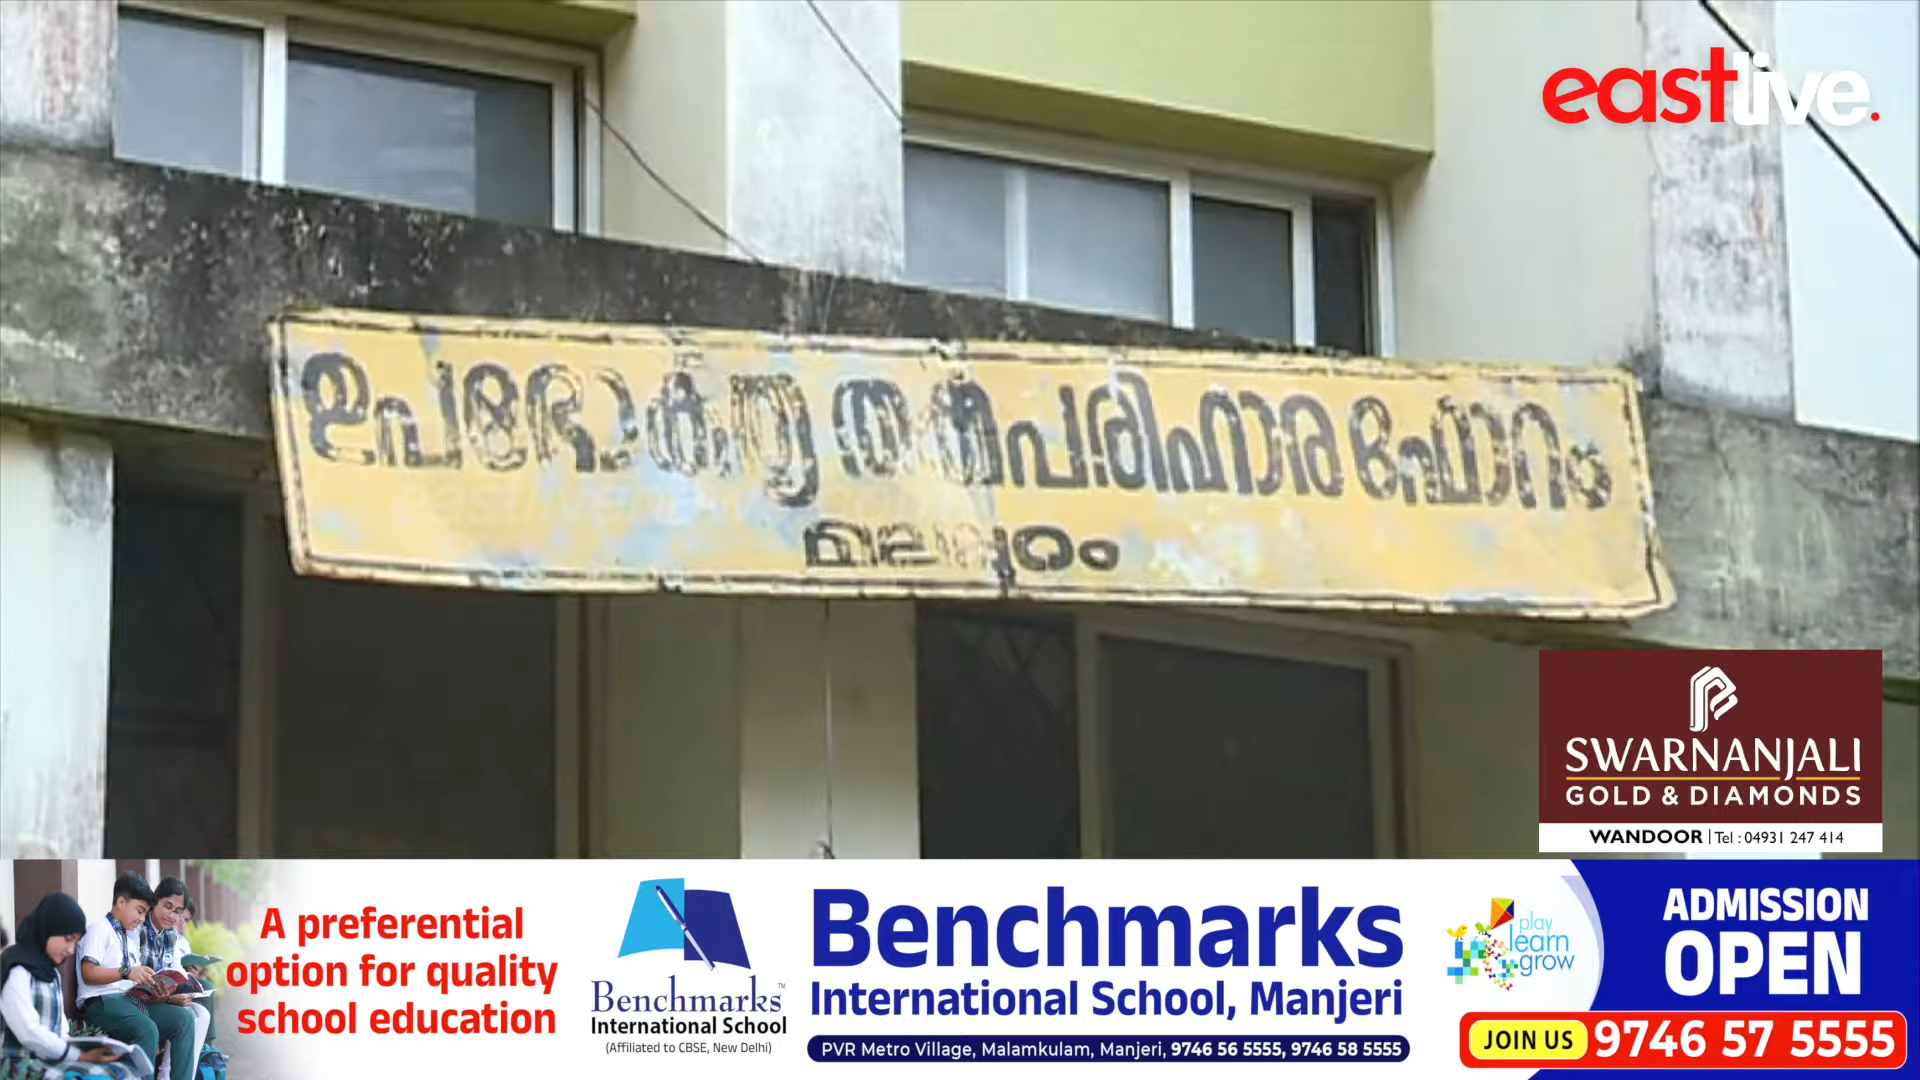 eastlive.
ഉപഭോക്തൃ തർക്കപരിഹാര ഫോറം
മലപ്പുറം
SWARNANJALI
GOLD & DIAMONDS
WANDOOR | Tel : 04931 247 414
A preferential
option for quality
school education
Benchmarks™
International School
(Affiliated to CBSE, New Delhi)
Benchmarks
International School, Manjeri
PVR Metro Village, Malamkulam, Manjeri, 9746 56 5555, 9746 58 5555
play
learn
grow
ADMISSION
OPEN
JOIN US 9746 57 5555